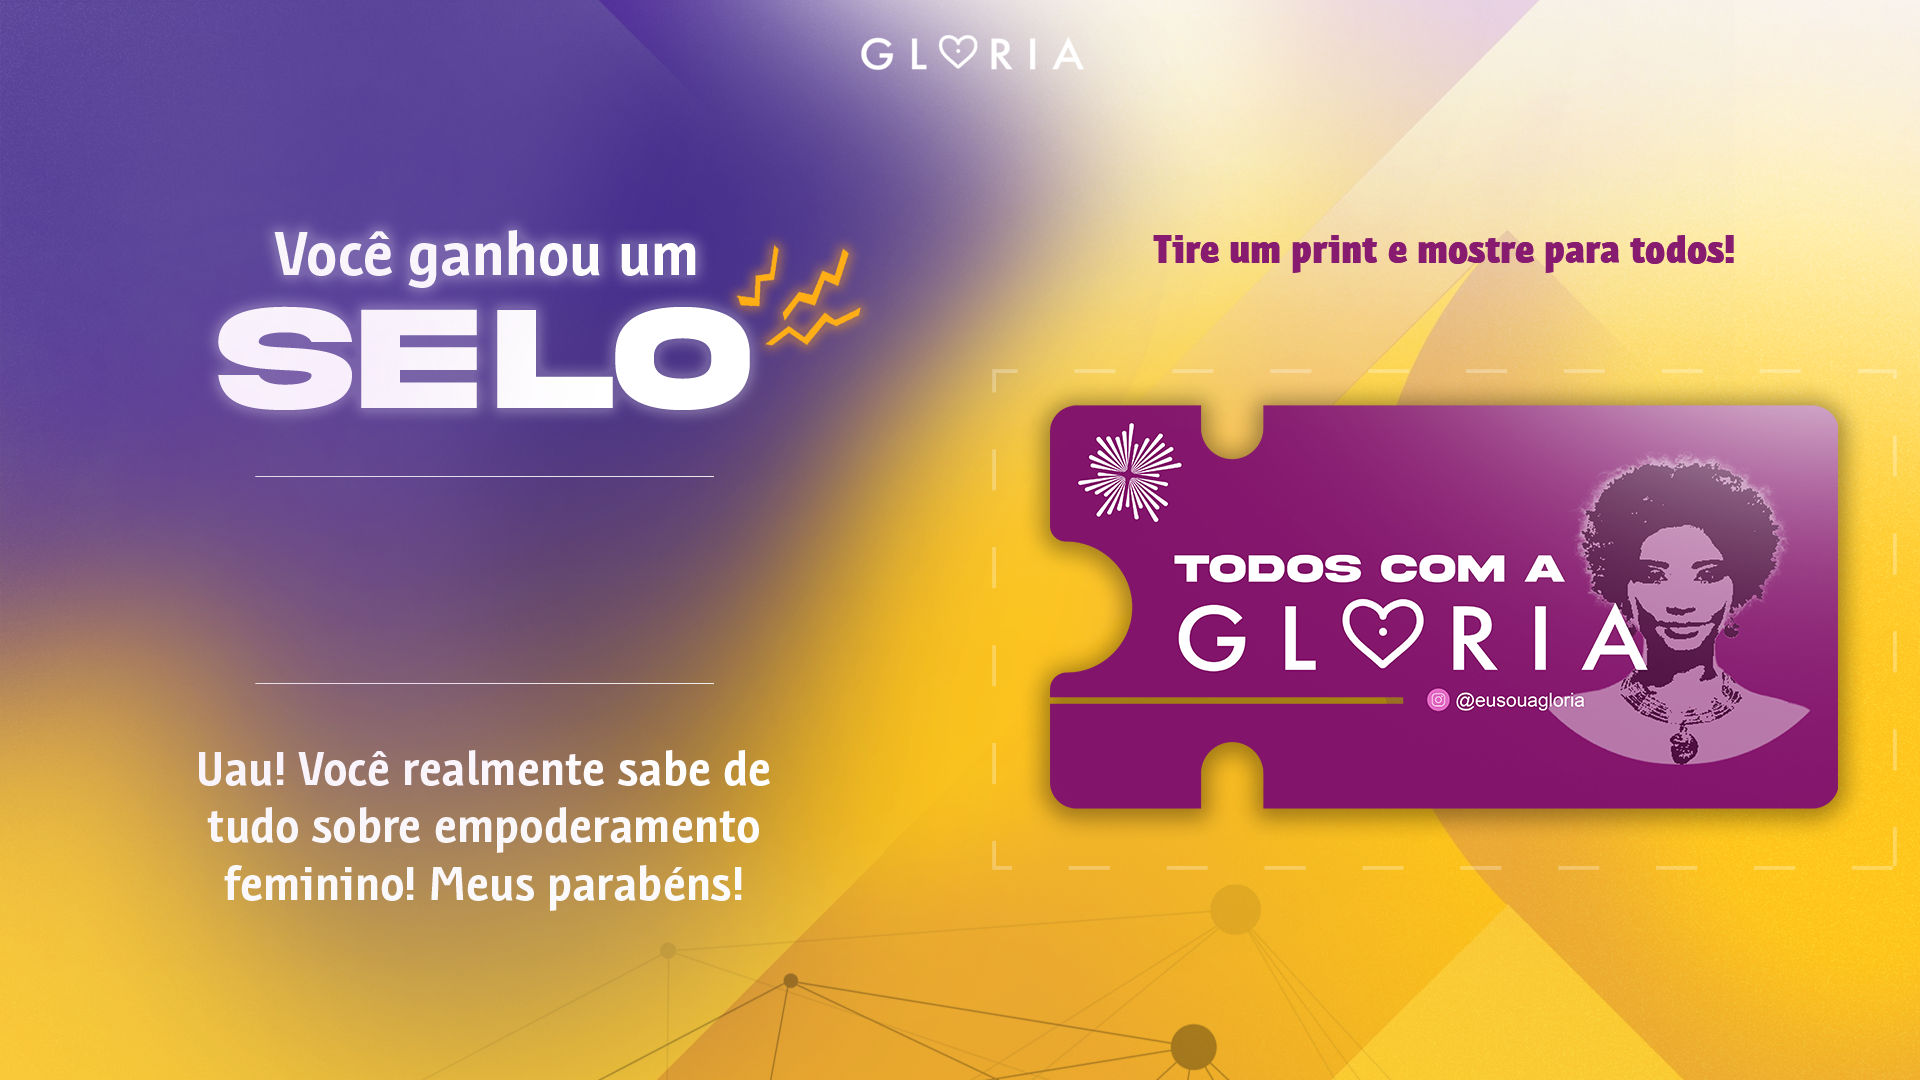 GLORIA
Você ganhou um
SELO
Uau! Você realmente sabe de
tudo sobre empoderamento
feminino! Meus parabéns!
Tire um print e mostre para todos!
TODOS COM A
GLORIA
@eusouagloria